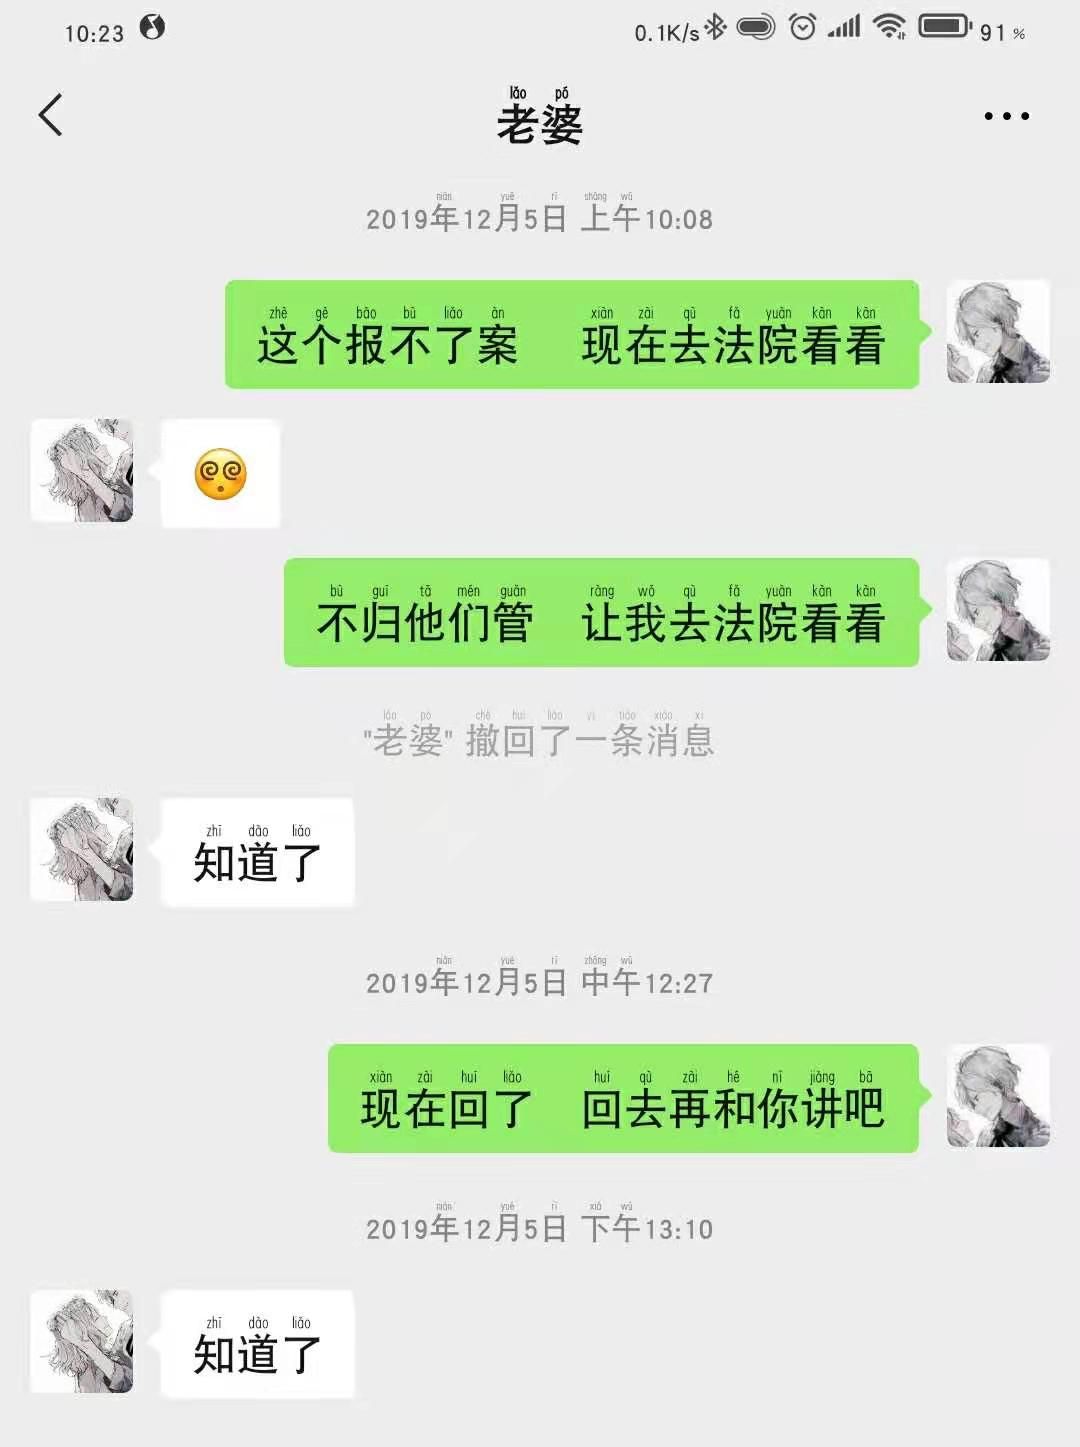 10:23 0.1K/s 91 %
lǎo pó
老婆
nián yuè rì shàng wǔ
2019年12月5日 上午10:08
zhè gè bào bù liǎo àn xiàn zài qù fǎ yuàn kàn kàn
这个报不了案 现在去法院看看
bù guī tā mén guǎn ràng wǒ qù fǎ yuàn kàn kàn
不归他们管 让我去法院看看
lǎo pó chè huí liǎo yī tiáo xiāo xī
"老婆" 撤回了一条消息
zhī dào liǎo
知道了
nián yuè rì zhōng wǔ
2019年12月5日 中午12:27
xiàn zài huí liǎo huí qù zài hé nǐ jiǎng bā
现在回了 回去再和你讲吧
nián yuè rì xià wǔ
2019年12月5日 下午13:10
zhī dào liǎo
知道了